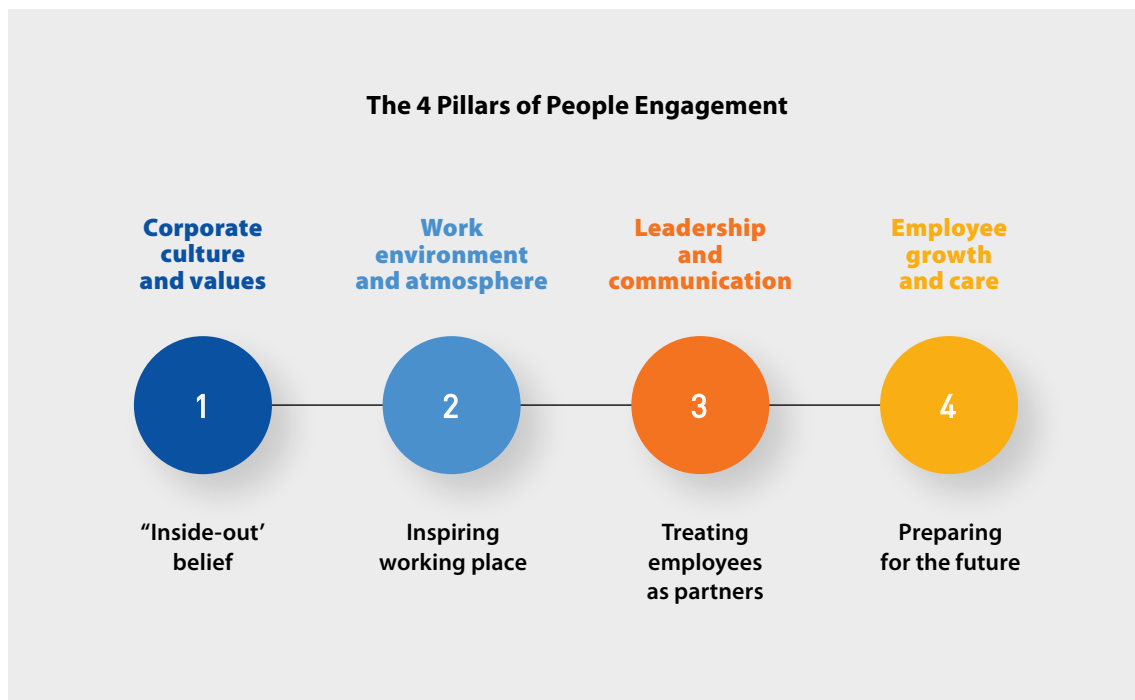 The 4 Pillars of People Engagement
Corporate
culture
and values
Work
environment
and atmosphere
Leadership
and
communication
Employee
growth
and care
1
2
3
4
“Inside-out’
belief
Inspiring
working place
Treating
employees
as partners
Preparing
for the future